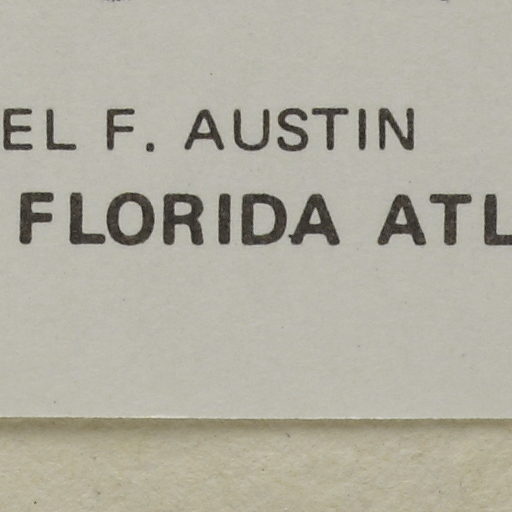 EL F. AUSTIN
FLORIDA ATL